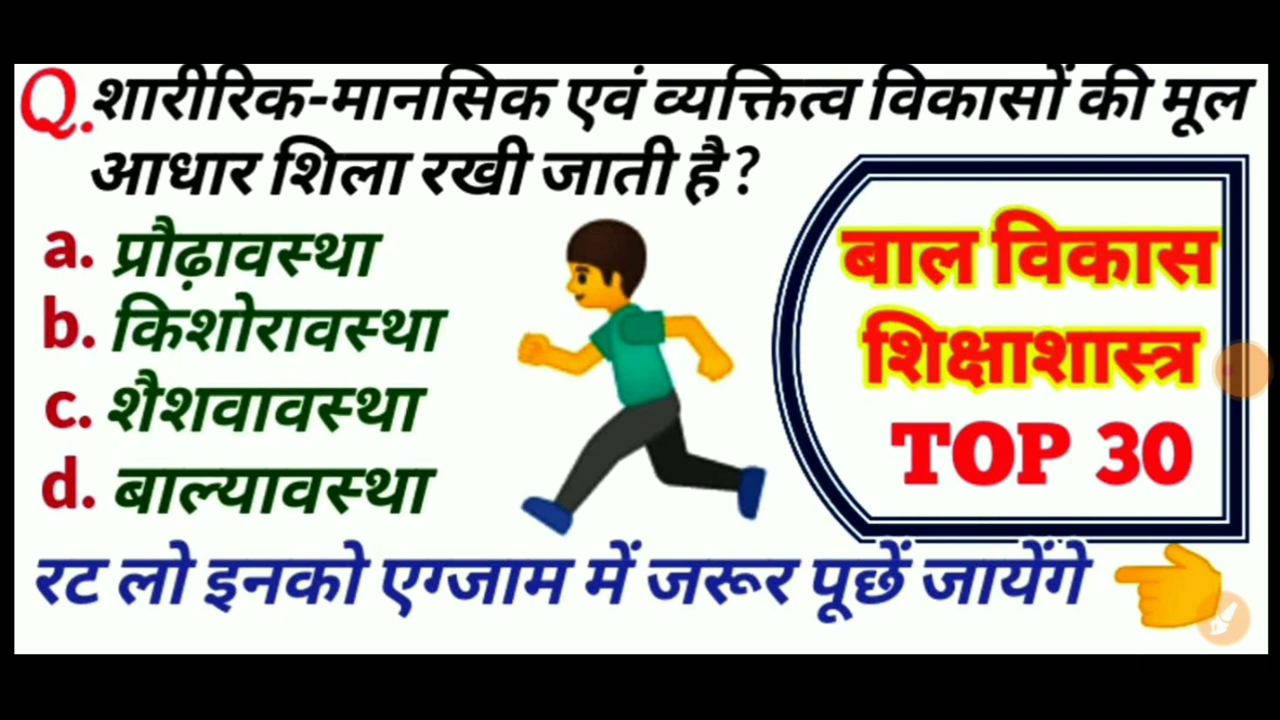 Q. शारीरिक-मानसिक एवं व्यक्तित्व विकासों की मूल
आधार शिला रखी जाती है ?
a. प्रौढ़ावस्था
b. किशोरावस्था
c. शैशवावस्था
d. बाल्यावस्था
बाल विकास
शिक्षाशास्त्र
TOP 30
रट लो इनको एग्जाम में जरूर पूछें जायेंगे